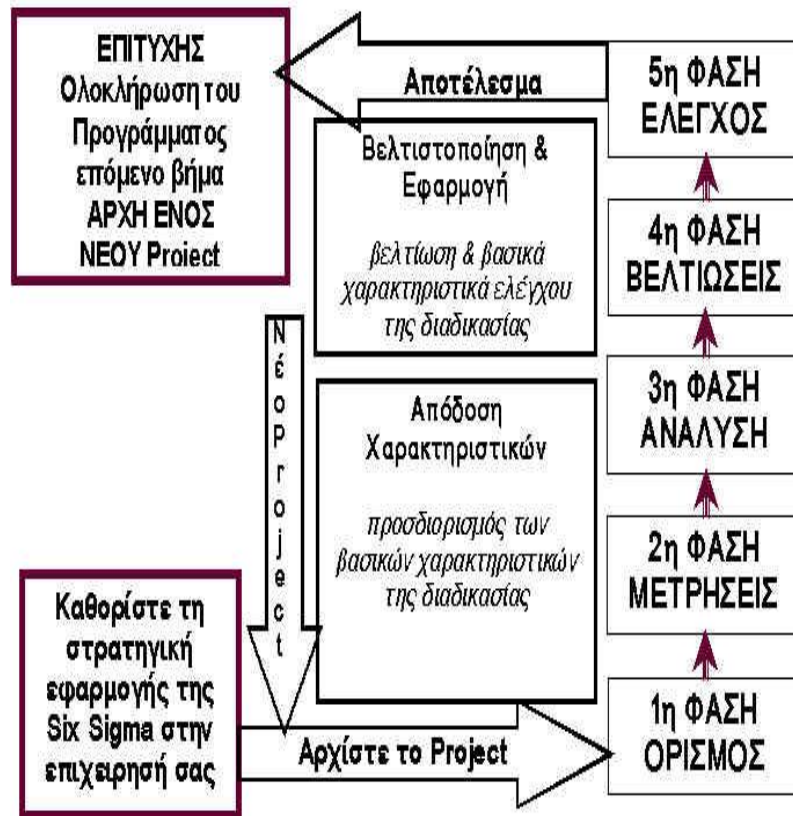 ΕΠΙΤΥΧΗΣ
Ολοκλήρωση του
Προγράμματος
επόμενο βήμα
ΑΡΧΗ ΕΝΟΣ
ΝΕΟΥ Project
Αποτέλεσμα
5η ΦΑΣΗ
ΕΛΕΓΧΟΣ
Βελτιστοποίηση &
Εφαρμογή
βελτίωση & βασικά
χαρακτηριστικά ελέγχου
της διαδικασίας
4η ΦΑΣΗ
ΒΕΛΤΙΩΣΕΙΣ
Νέο Project
Απόδοση
Χαρακτηριστικών
προσδιορισμός των
βασικών χαρακτηριστικών
της διαδικασίας
3η ΦΑΣΗ
ΑΝΑΛΥΣΗ
2η ΦΑΣΗ
ΜΕΤΡΗΣΕΙΣ
Καθορίστε τη
στρατηγική
εφαρμογής της
Six Sigma στην
επιχειρησή σας
Αρχίστε το Project
1η ΦΑΣΗ
ΟΡΙΣΜΟΣ